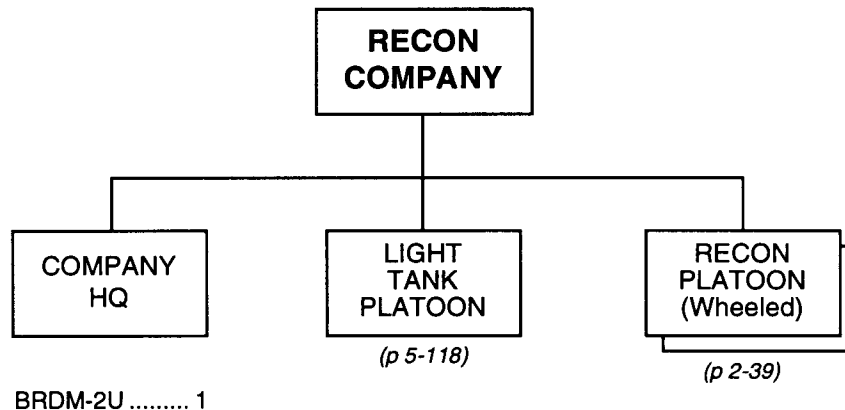 RECON
COMPANY
COMPANY
HQ
LIGHT
TANK
PLATOON
RECON
PLATOON
(Wheeled)
(p 5-118)
(p 2-39)
BRDM-2U ......... 1